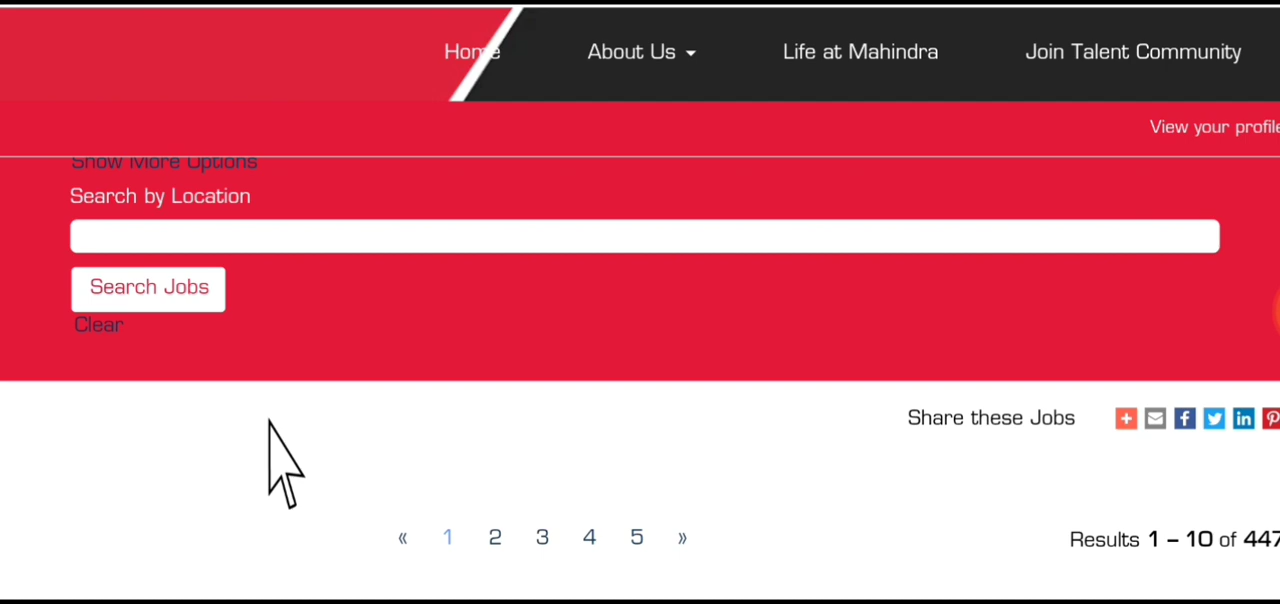 Home About Us Life at Mahindra Join Talent Community
View your profile
Show More Options
Search by Location
Search Jobs
Clear
Share these Jobs
« 1 2 3 4 5 »
Results 1 – 10 of 447